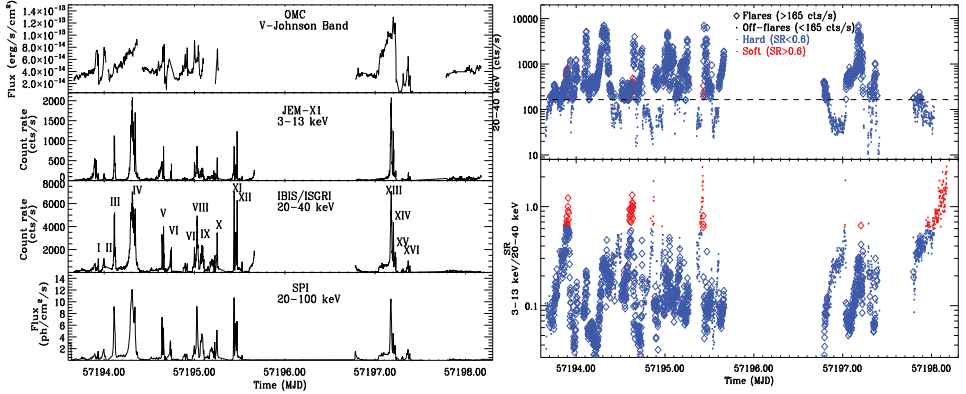 OMC
V-Johnson Band
Flux (erg/s/cm²)
1.4×10⁻¹³
1.2×10⁻¹³
1.0×10⁻¹³
8.0×10⁻¹⁴
6.0×10⁻¹⁴
4.0×10⁻¹⁴
2.0×10⁻¹⁴
JEM-X1
3-13 keV
Count rate
(cts/s)
2000
1500
1000
500
0
IBIS/ISGRI
20-40 keV
Count rate
(cts/s)
8000
6000
4000
2000
0
I II III IV V VI VI VIII IX X XI XII XIII XIV XV XVI
SPI
20-100 keV
Flux
(ph/cm²/s)
14
12
10
8
6
4
2
0
57194.00 57195.00 57196.00 57197.00 57198.00
Time (MJD)
20-40 keV (cts/s)
10000
1000
100
10
Flares (>165 cts/s)
Off-flares (<165 cts/s)
Hard (SR<0.6)
Soft (SR>0.6)
SR
3-13 keV/20-40 keV
1.0
0.1
57194.00 57195.00 57196.00 57197.00 57198.00
Time (MJD)